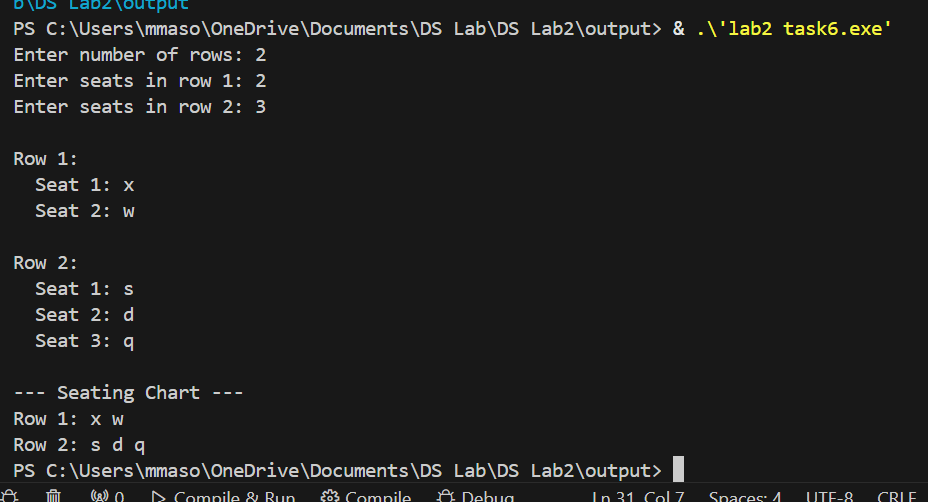 b\DS Lab2\output
PS C:\Users\mmaso\OneDrive\Documents\DS Lab\DS Lab2\output> & .\'lab2 task6.exe'
Enter number of rows: 2
Enter seats in row 1: 2
Enter seats in row 2: 3
Row 1:
  Seat 1: x
  Seat 2: w
Row 2:
  Seat 1: s
  Seat 2: d
  Seat 3: q
--- Seating Chart ---
Row 1: x w
Row 2: s d q
PS C:\Users\mmaso\OneDrive\Documents\DS Lab\DS Lab2\output>
0 Compile & Run Compile Debug Ln 31, Col 7 Spaces: 4 UTF-8 CRLF